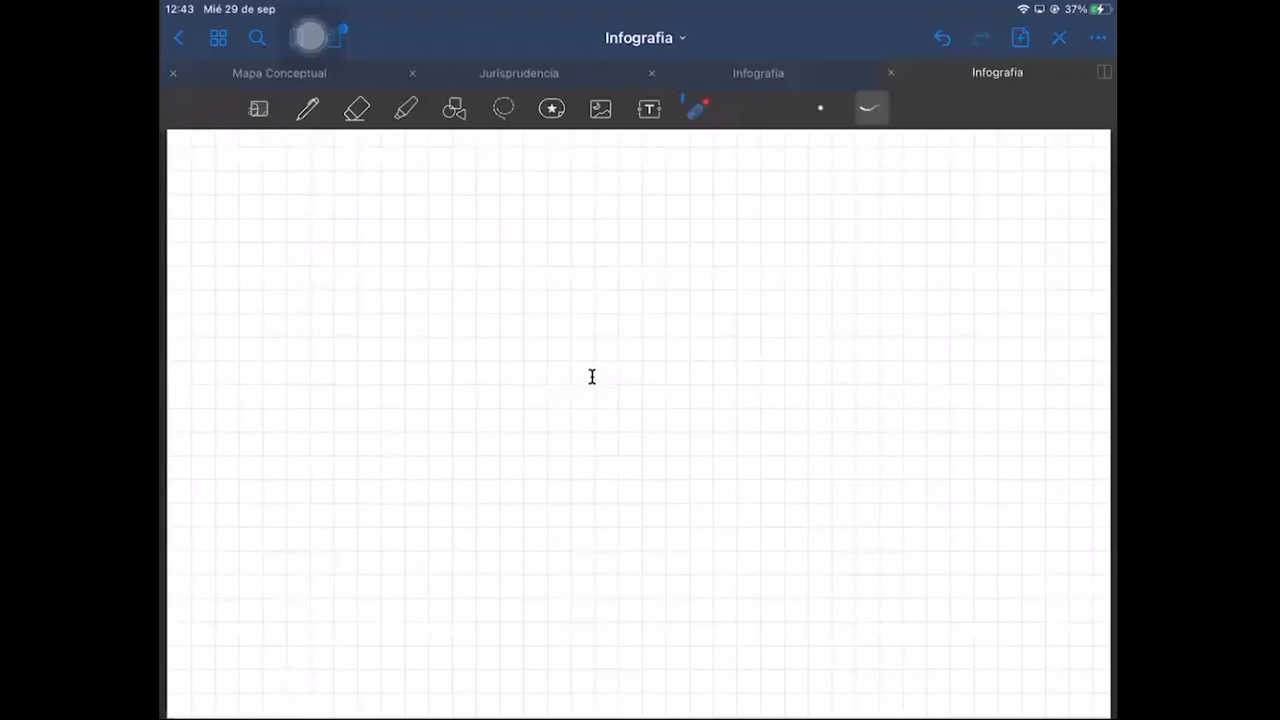 12:43 Mié 29 de sep 37%
Infografia
Mapa Conceptual Jurisprudencia Infografia Infografia
T